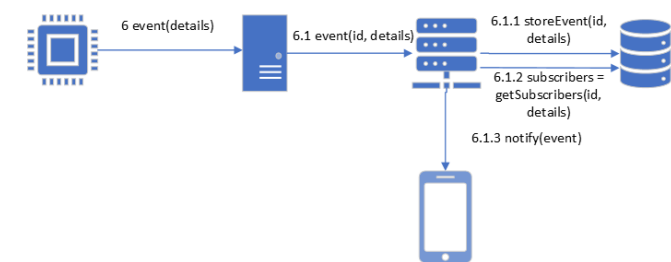 6 event(details)
6.1 event(id, details)
6.1.1 storeEvent(id,
details)
6.1.2 subscribers =
getSubscribers(id,
details)
6.1.3 notify(event)